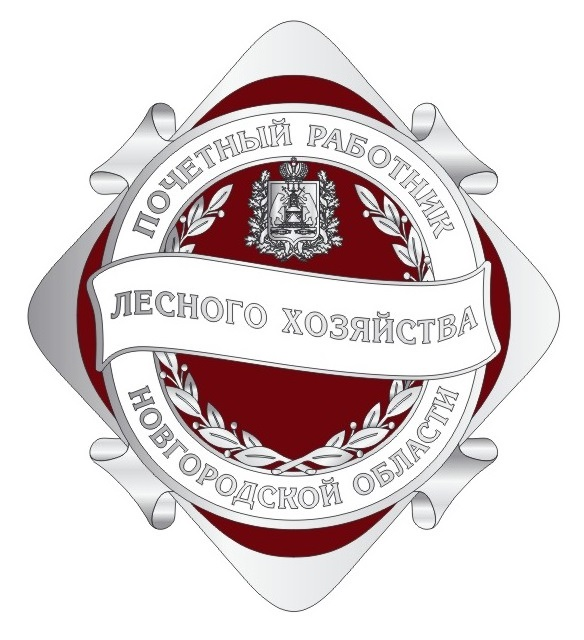 ПОЧЕТНЫЙ РАБОТНИК
ЛЕСНОГО ХОЗЯЙСТВА
НОВГОРОДСКОЙ ОБЛАСТИ